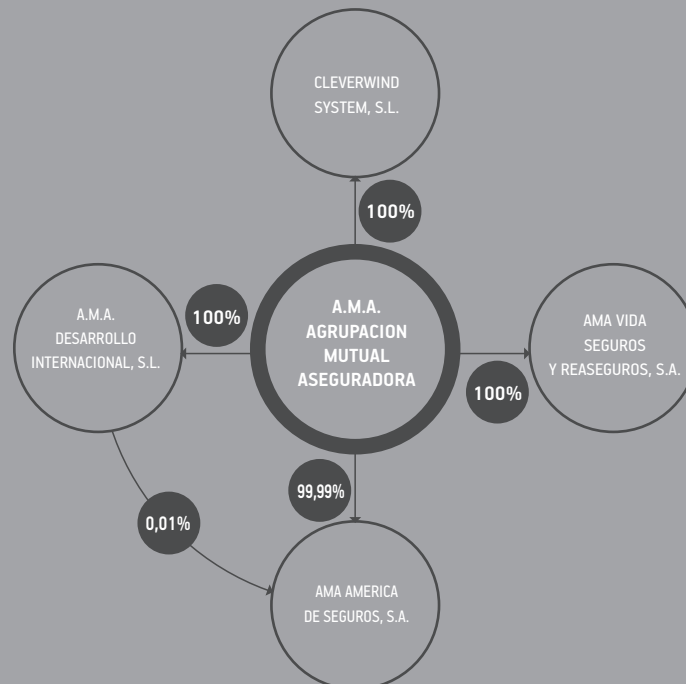 CLEVERWIND
SYSTEM, S.L.
100%
A.M.A.
DESARROLLO
INTERNACIONAL, S.L.
100%
A.M.A.
AGRUPACION
MUTUAL
ASEGURADORA
100%
AMA VIDA
SEGUROS
Y REASEGUROS, S.A.
99,99%
0,01%
AMA AMERICA
DE SEGUROS, S.A.